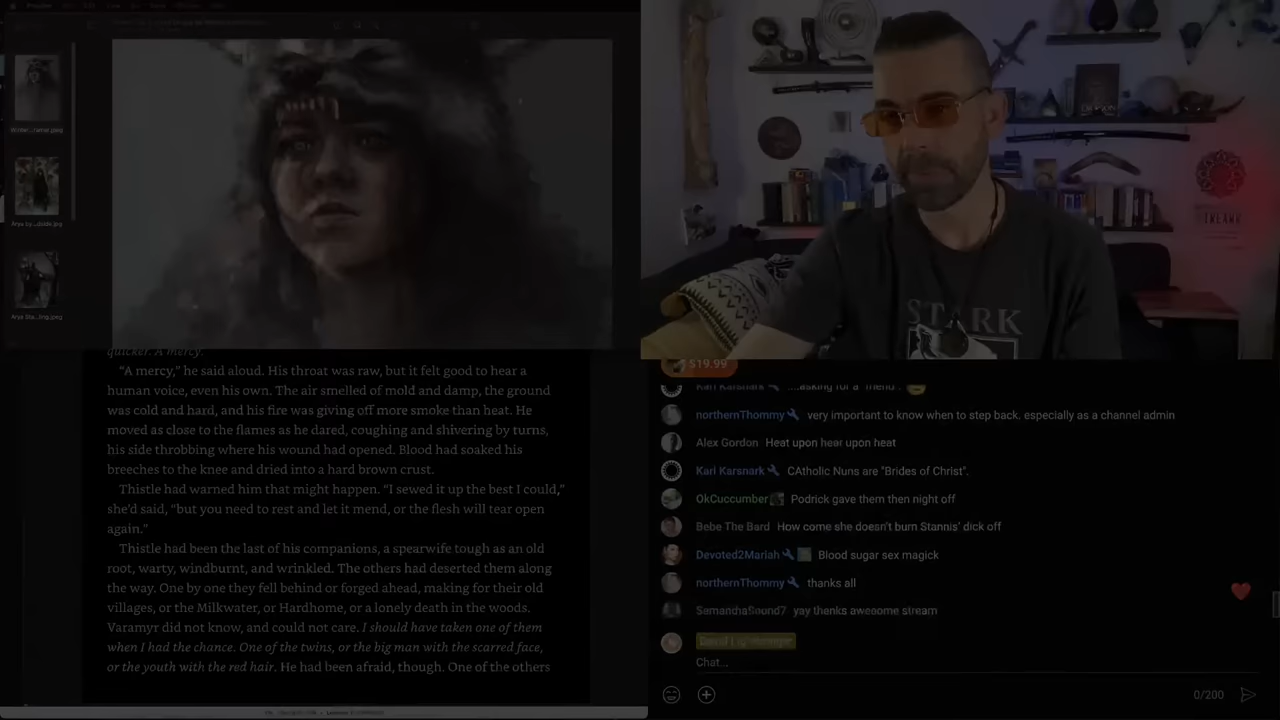 quicker. A mercy.
“A mercy,” he said aloud. His throat was raw, but it felt good to hear a
human voice, even his own. The air smelled of mold and damp, the ground
was cold and hard, and his fire was giving off more smoke than heat. He
moved as close to the flames as he dared, coughing and shivering by turns,
his side throbbing where his wound had opened. Blood had soaked his
breeches to the knee and dried into a hard brown crust.
Thistle had warned him that might happen. “I sewed it up the best I could,”
she’d said, “but you need to rest and let it mend, or the flesh will tear open
again.”
Thistle had been the last of his companions, a spearwife tough as an old
root, warty, windburnt, and wrinkled. The others had deserted them along
the way. One by one they fell behind or forged ahead, making for their old
villages, or the Milkwater, or Hardhome, or a lonely death in the woods.
Varamyr did not know, and could not care. I should have taken one of them
when I had the chance. One of the twins, or the big man with the scarred face,
or the youth with the red hair. He had been afraid, though. One of the others
STARK
$19.99
Kari Karsnark ....asking for a "friend".
northernThommy very important to know when to step back. especially as a channel admin
Alex Gordon Heat upon hear upon heat
Kari Karsnark CAtholic Nuns are "Brides of Christ".
OkCuccumber Podrick gave them then night off
Bebe The Bard How come she doesn't burn Stannis' dick off
Devoted2Mariah Blood sugar sex magick
northernThommy thanks all
SamanthaSound7 yay thenks aweesome stream
Chat...
0/200